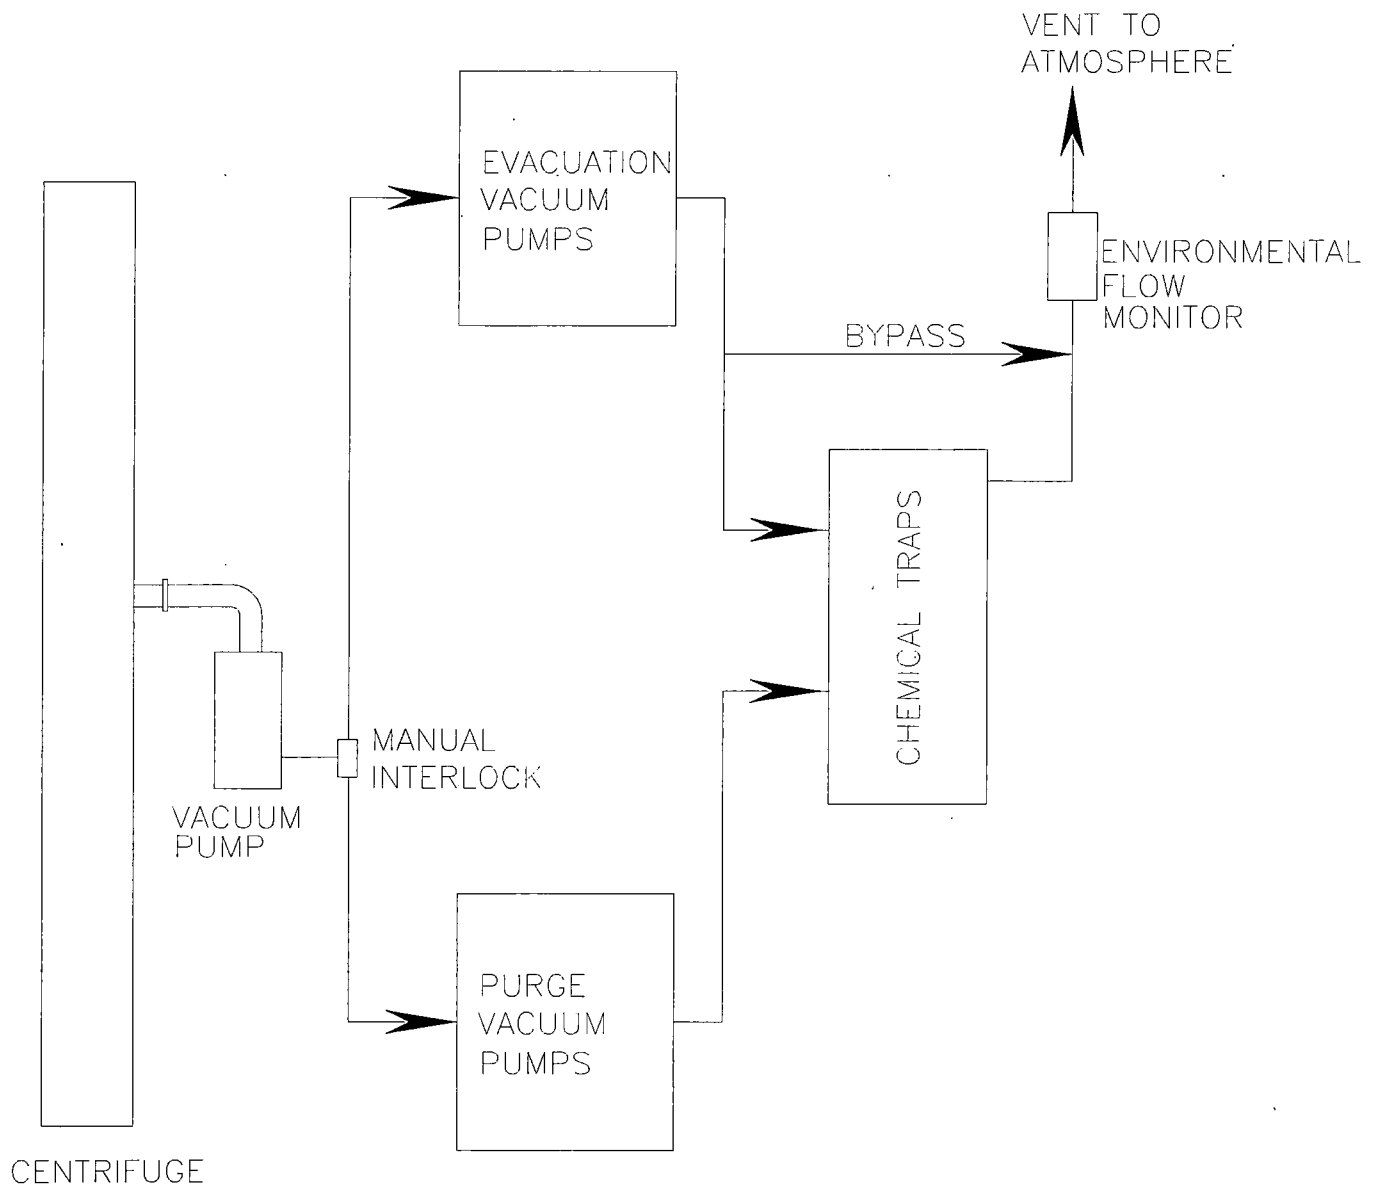 VENT TO
ATMOSPHERE
EVACUATION
VACUUM
PUMPS
ENVIRONMENTAL
FLOW
MONITOR
BYPASS
CHEMICAL TRAPS
MANUAL
INTERLOCK
VACUUM
PUMP
PURGE
VACUUM
PUMPS
CENTRIFUGE